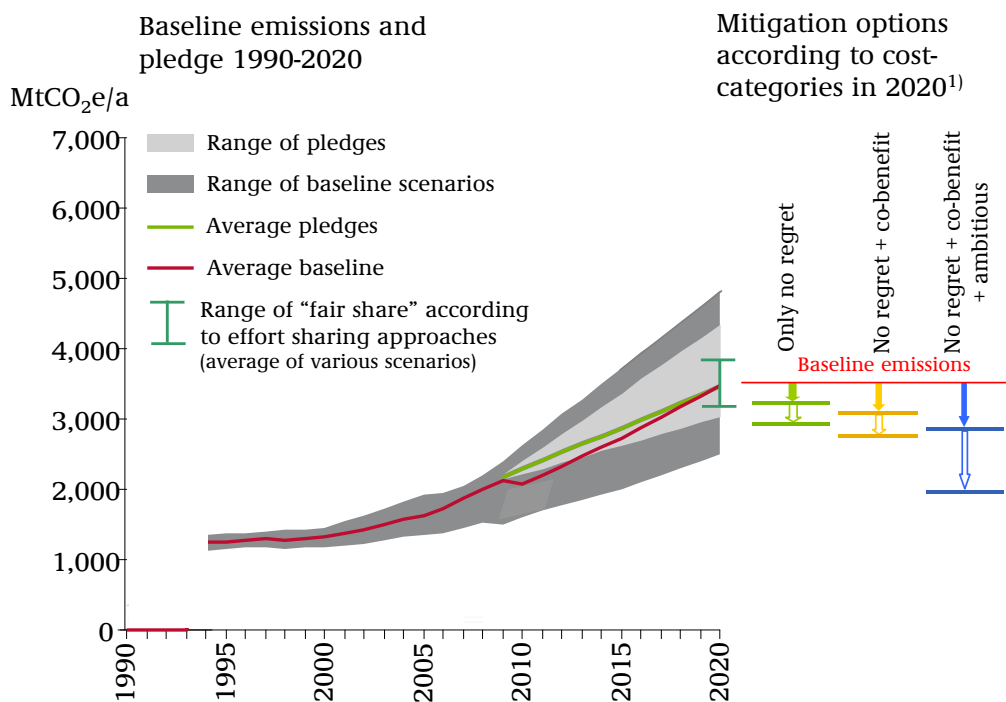 Baseline emissions and
pledge 1990-2020
Mitigation options
according to cost-
categories in 2020¹⁾
MtCO₂e/a
7,000
6,000
5,000
4,000
3,000
2,000
1,000
0
Range of pledges
Range of baseline scenarios
Average pledges
Average baseline
Range of “fair share” according
to effort sharing approaches
(average of various scenarios)
1990
1995
2000
2005
2010
2015
2020
Only no regret
No regret + co-benefit
No regret + co-benefit
+ ambitious
Baseline emissions